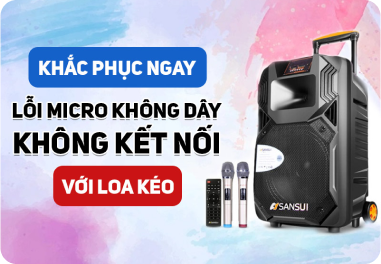 KHẮC PHỤC NGAY
LỖI MICRO KHÔNG DÂY
KHÔNG KẾT NỐI
VỚI LOA KÉO
SANSUI